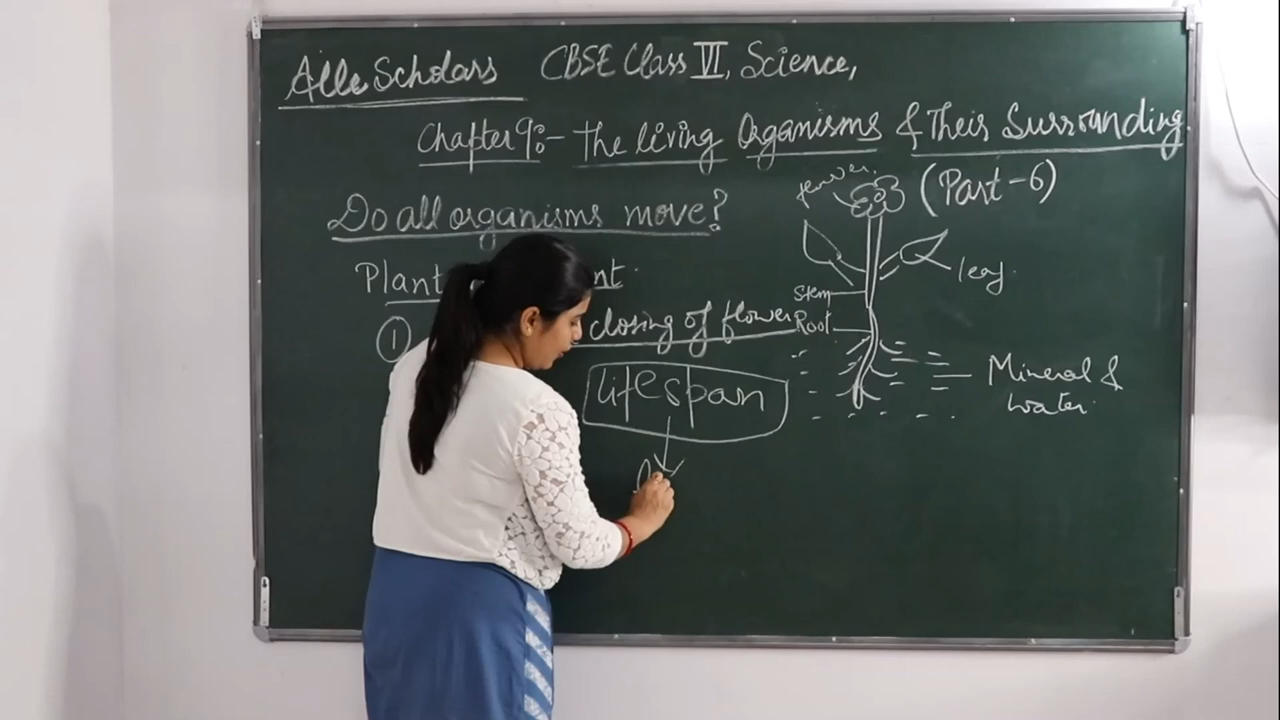 Alle Scholars CBSE Class VI, Science,
Chapter 9:- The living Organisms & Their Surrounding
(Part-6)
Do all organisms move?
flower
Plant
leaf
Stem
① closing of flower
Root
lifespan
Mineral &
water